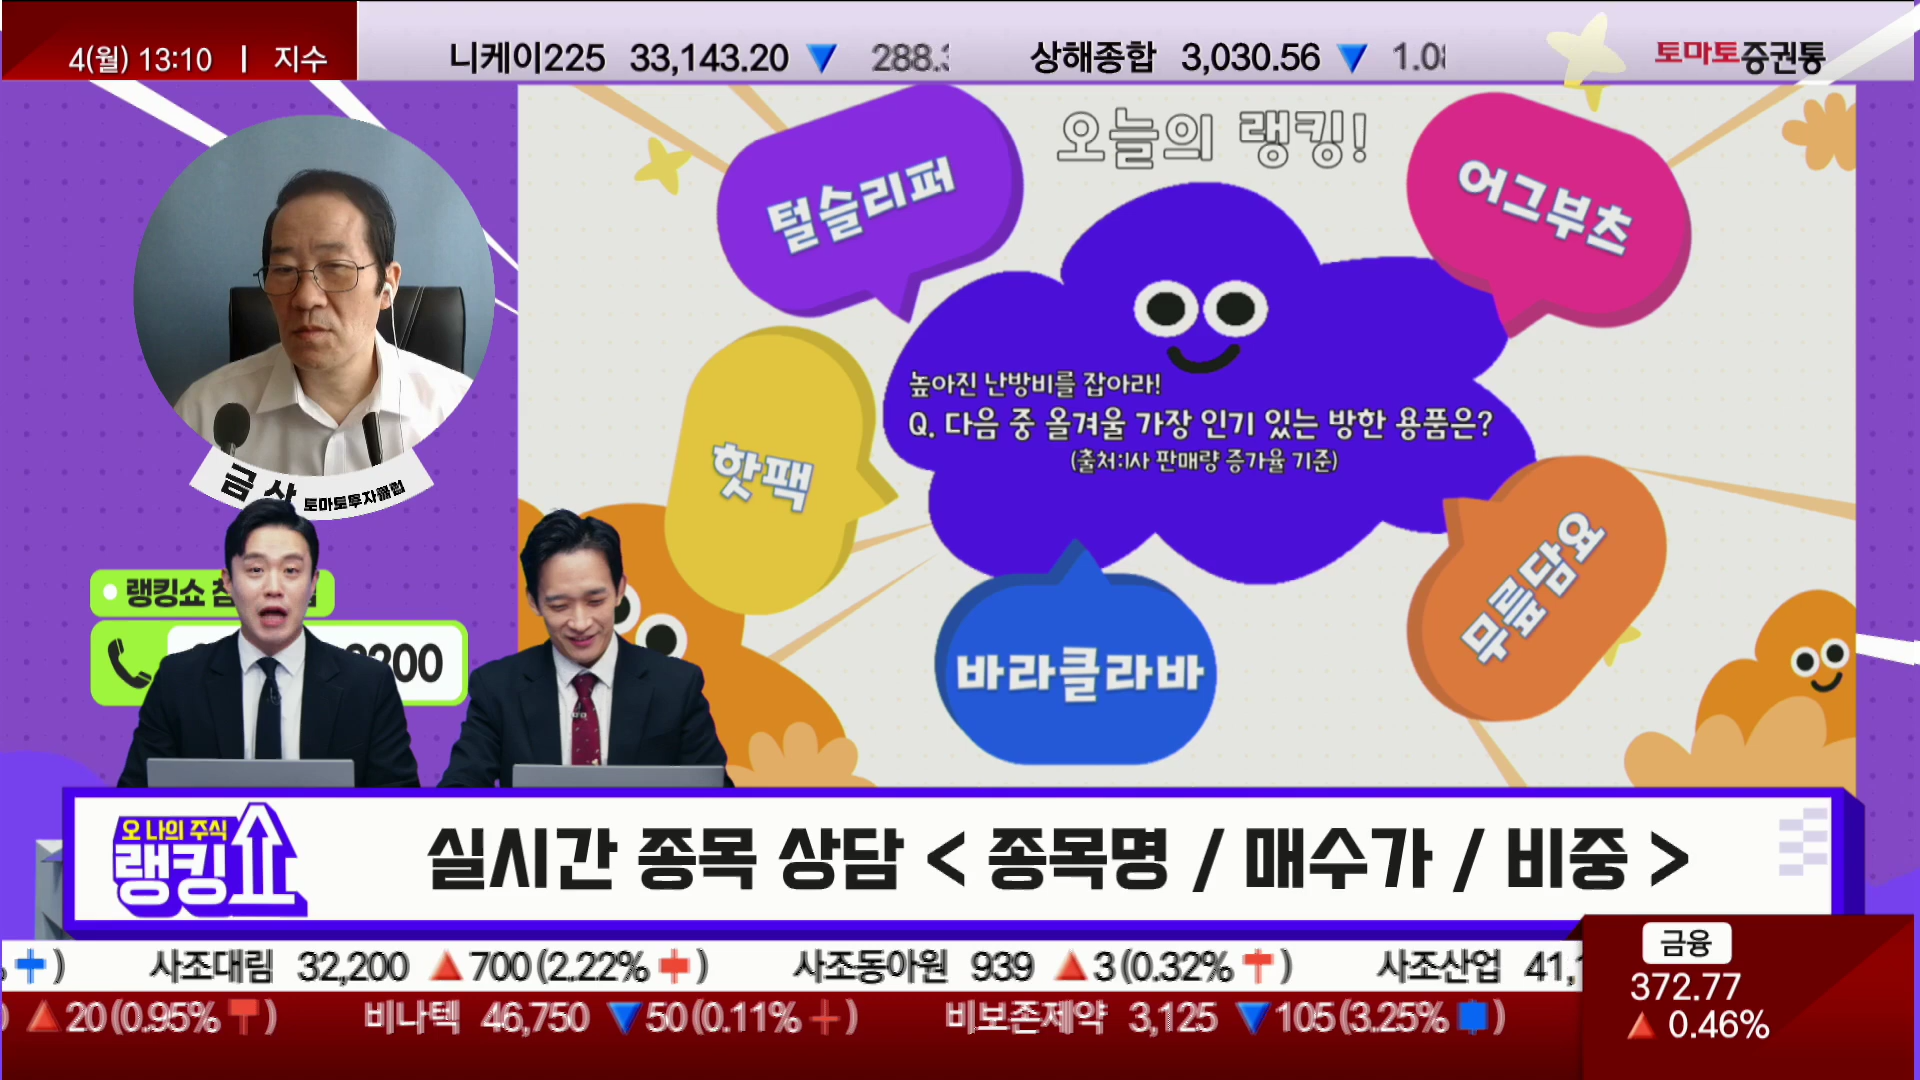 4(월) 13:10 | 지수
니케이225 33,143.20 ▼ 288.3
상해종합 3,030.56 ▼ 1.08
토마토증권통
오늘의 랭킹!
털슬리퍼
어그부츠
높아진 난방비를 잡아라!
Q. 다음 중 올겨울 가장 인기 있는 방한 용품은?
(출처:I사 판매량 증가율 기준)
핫팩
무릎담요
바라클라바
금 상 토마토투자클럽
랭킹쇼
200
오 나의 주식
랭킹쇼
실시간 종목 상담 < 종목명 / 매수가 / 비중 >
사조대림 32,200 ▲700(2.22%) 사조동아원 939 ▲3(0.32%) 사조산업 41,
▲20(0.95%) 비나텍 46,750 ▼50(0.11%) 비보존제약 3,125 ▼105(3.25%)
금융
372.77
▲ 0.46%